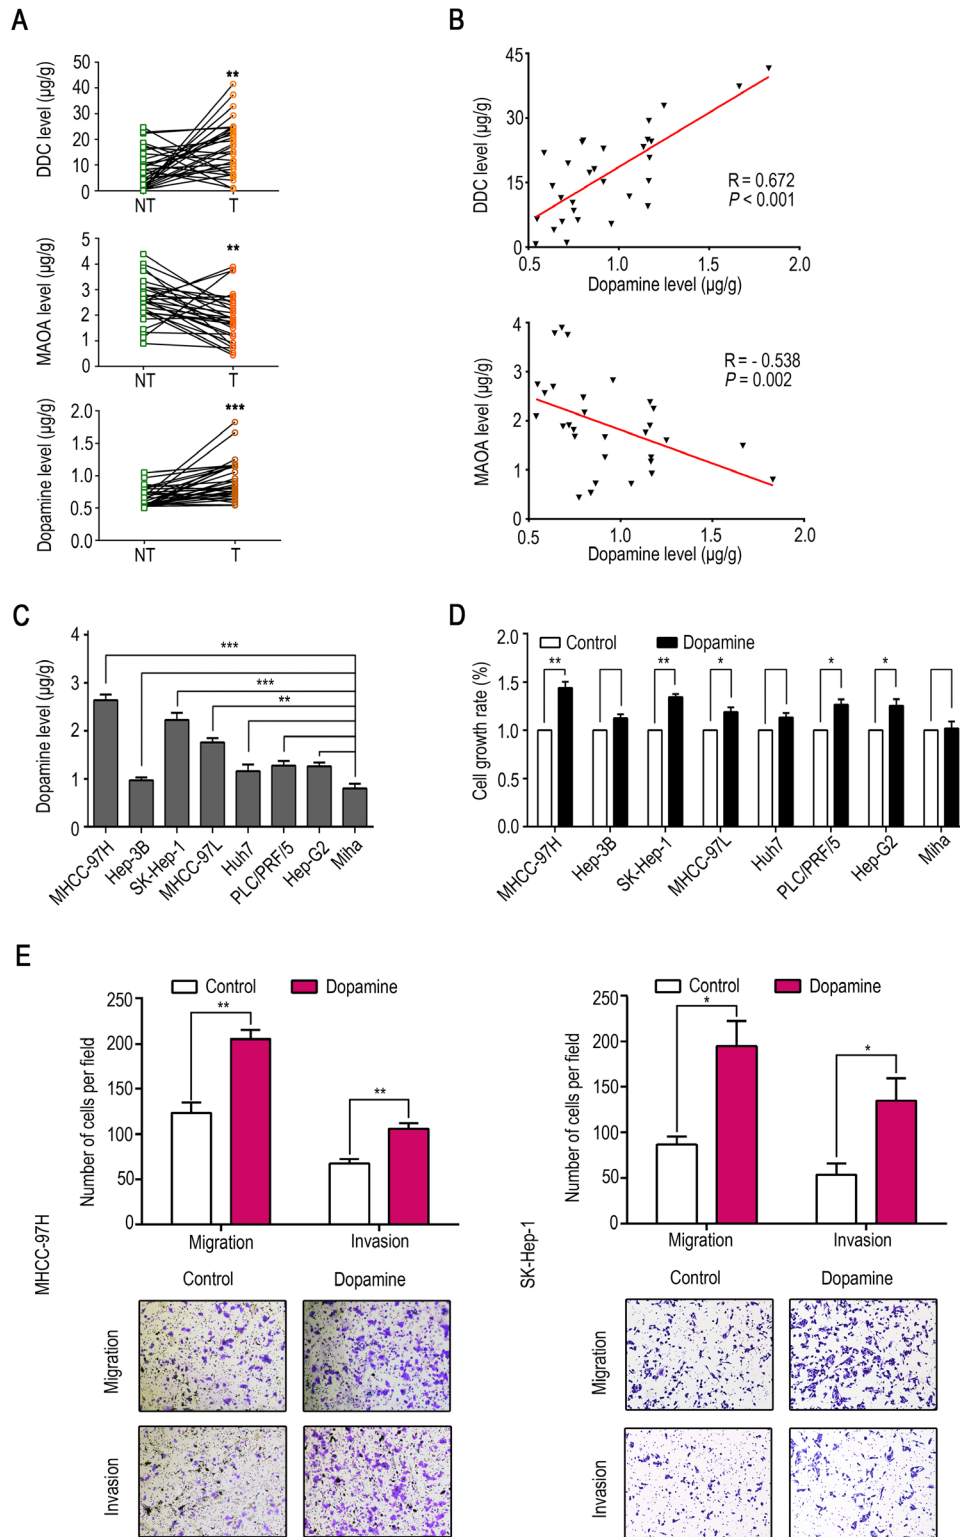 A
DDC level (µg/g)
50
40
30
20
10
0
**
NT
T
MAOA level (µg/g)
5
4
3
2
1
0
**
NT
T
Dopamine level (µg/g)
2.0
1.5
1.0
0.5
0.0
***
NT
T
B
DDC level (µg/g)
45
30
15
0
R = 0.672
P < 0.001
0.5
1.0
1.5
2.0
Dopamine level (µg/g)
MAOA level (µg/g)
4
3
2
1
0
R = - 0.538
P = 0.002
0.5
1.0
1.5
2.0
Dopamine level (µg/g)
C
Dopamine level (µg/g)
4
3
2
1
0
***
***
**
MHCC-97H
Hep-3B
SK-Hep-1
MHCC-97L
Huh7
PLC/PRF/5
Hep-G2
Miha
D
Cell growth rate (%)
2.0
1.5
1.0
0.5
0.0
Control
Dopamine
**
**
*
*
*
MHCC-97H
Hep-3B
SK-Hep-1
MHCC-97L
Huh7
PLC/PRF/5
Hep-G2
Miha
E
MHCC-97H
Number of cells per field
250
200
150
100
50
0
Control
Dopamine
**
**
Migration
Invasion
Control
Dopamine
Migration
Invasion
SK-Hep-1
Number of cells per field
250
200
150
100
50
0
Control
Dopamine
*
*
Migration
Invasion
Control
Dopamine
Migration
Invasion